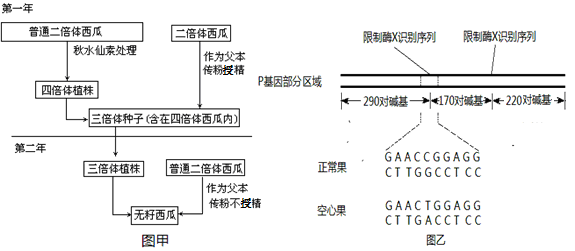 第一年
普通二倍体西瓜
二倍体西瓜
秋水仙素处理
作为父本
传粉授精
四倍体植株
三倍体种子(含在四倍体西瓜内)
第二年
三倍体植株
普通二倍体西瓜
作为父本
传粉不授精
无籽西瓜
图甲
限制酶X识别序列
限制酶X识别序列
P基因部分区域
290对碱基
170对碱基
220对碱基
正常果
GAACCGGAGG
CTTGGCCTCC
空心果
GAACTGGAGG
CTTGACCTCC
图乙